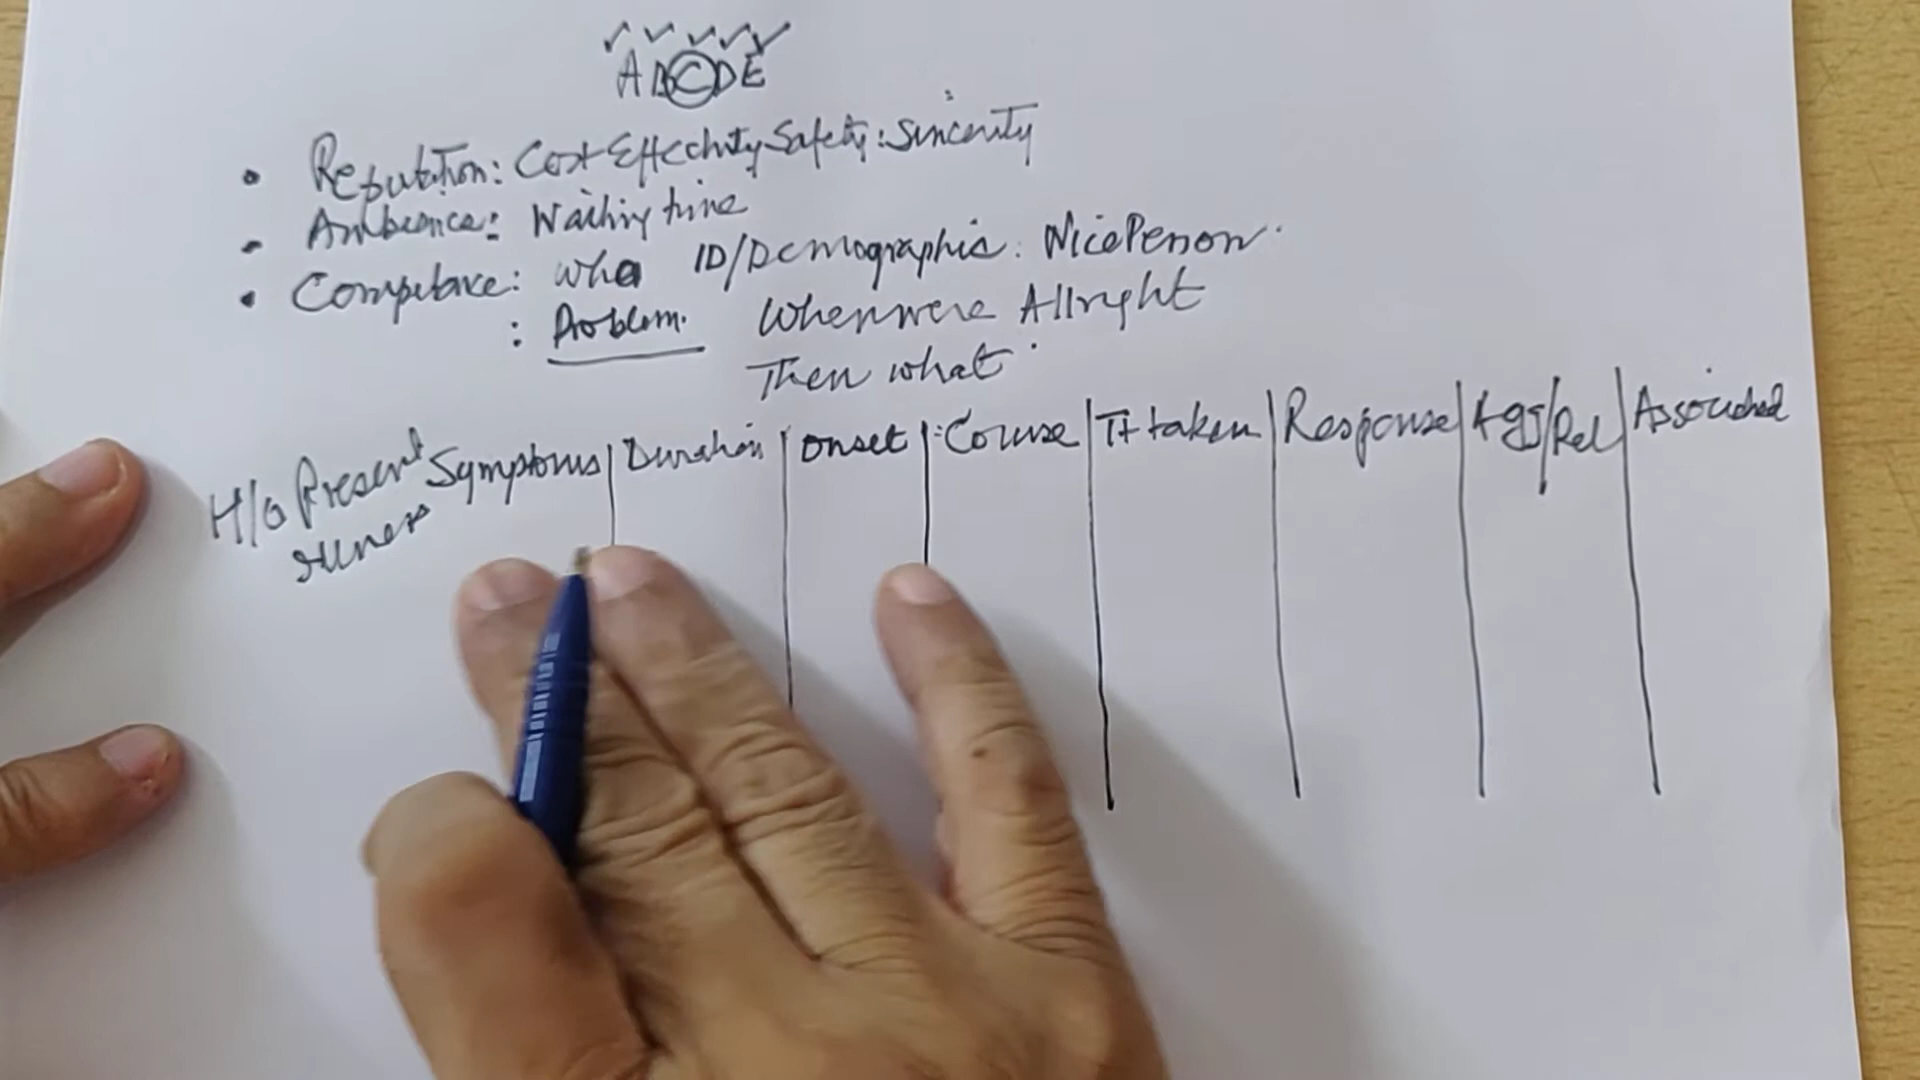 ABCDE
• Reputation: Cost Effectivity Safety: Sincerity
• Ambience: Waiting time
• Competance: Who ID/Demographic: Nice Person.
: Problem. When were Allright
Then what
H/o Present illness Symptoms | Duration | Onset | Course | Tt taken | Response | Agg/Rel | Associated